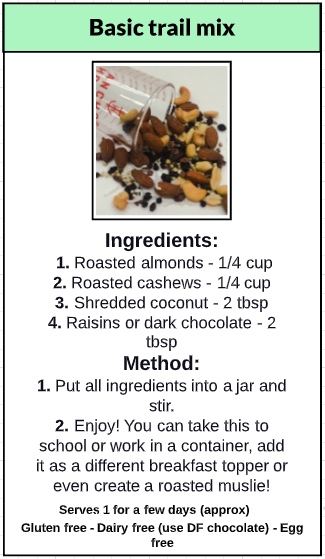 Basic trail mix
Ingredients:
1. Roasted almonds - 1/4 cup
2. Roasted cashews - 1/4 cup
3. Shredded coconut - 2 tbsp
4. Raisins or dark chocolate - 2
tbsp
Method:
1. Put all ingredients into a jar and
stir.
2. Enjoy! You can take this to
school or work in a container, add
it as a different breakfast topper or
even create a roasted muslie!
Serves 1 for a few days (approx)
Gluten free - Dairy free (use DF chocolate) - Egg
free